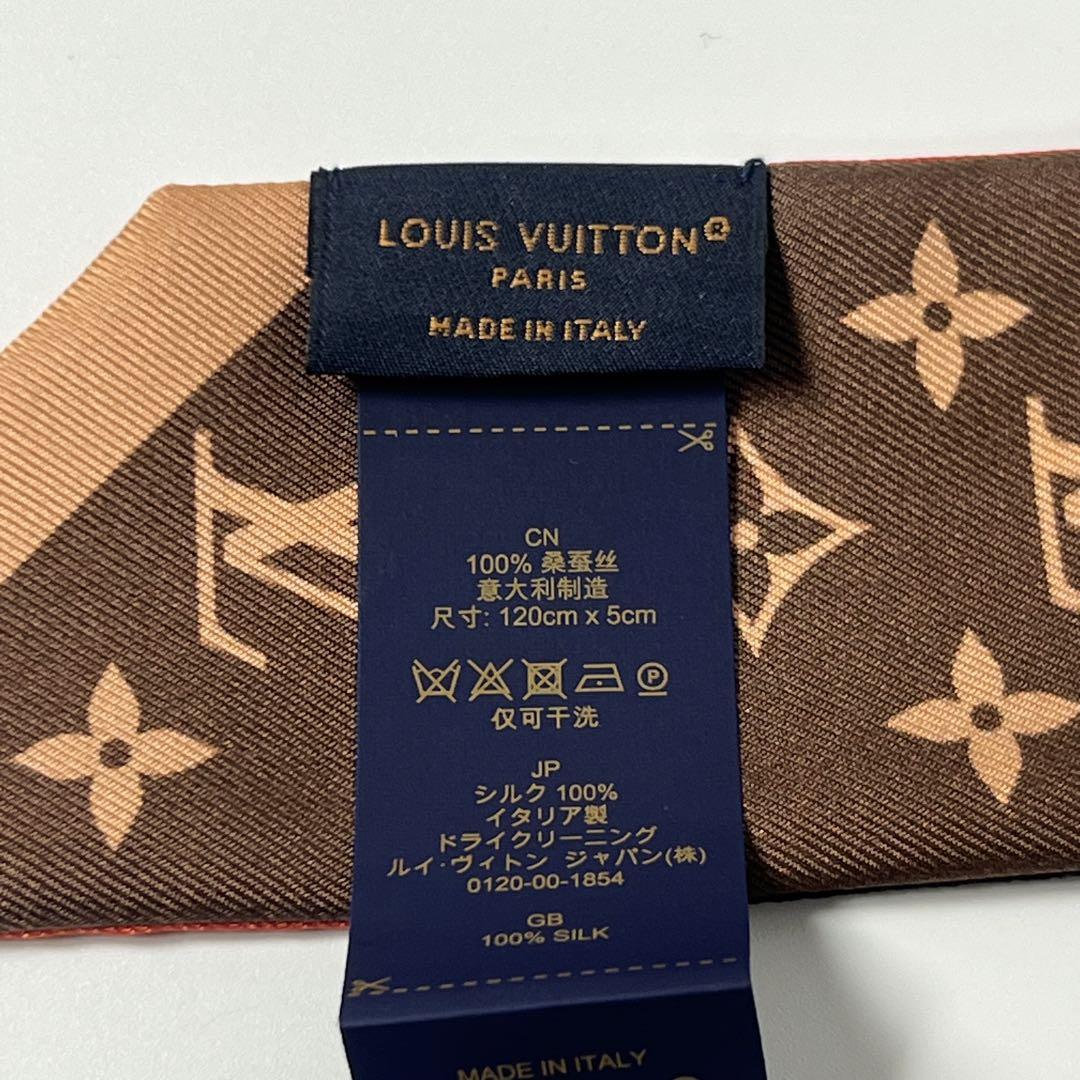 LOUIS VUITTON®
PARIS
MADE IN ITALY
CN
100% 桑蚕丝
意大利制造
尺寸: 120cm x 5cm
P
仅可干洗
JP
シルク 100%
イタリア製
ドライクリーニング
ルイ·ヴィトン ジャパン(株)
0120-00-1854
GB
100% SILK
MADE IN ITALY